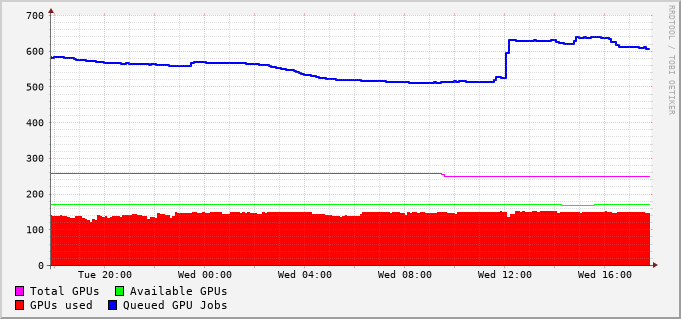 700
600
500
400
300
200
100
0
Tue 20:00 Wed 00:00 Wed 04:00 Wed 08:00 Wed 12:00 Wed 16:00
Total GPUs Available GPUs
GPUs used Queued GPU Jobs
RRDTOOL / TOBI OETIKER